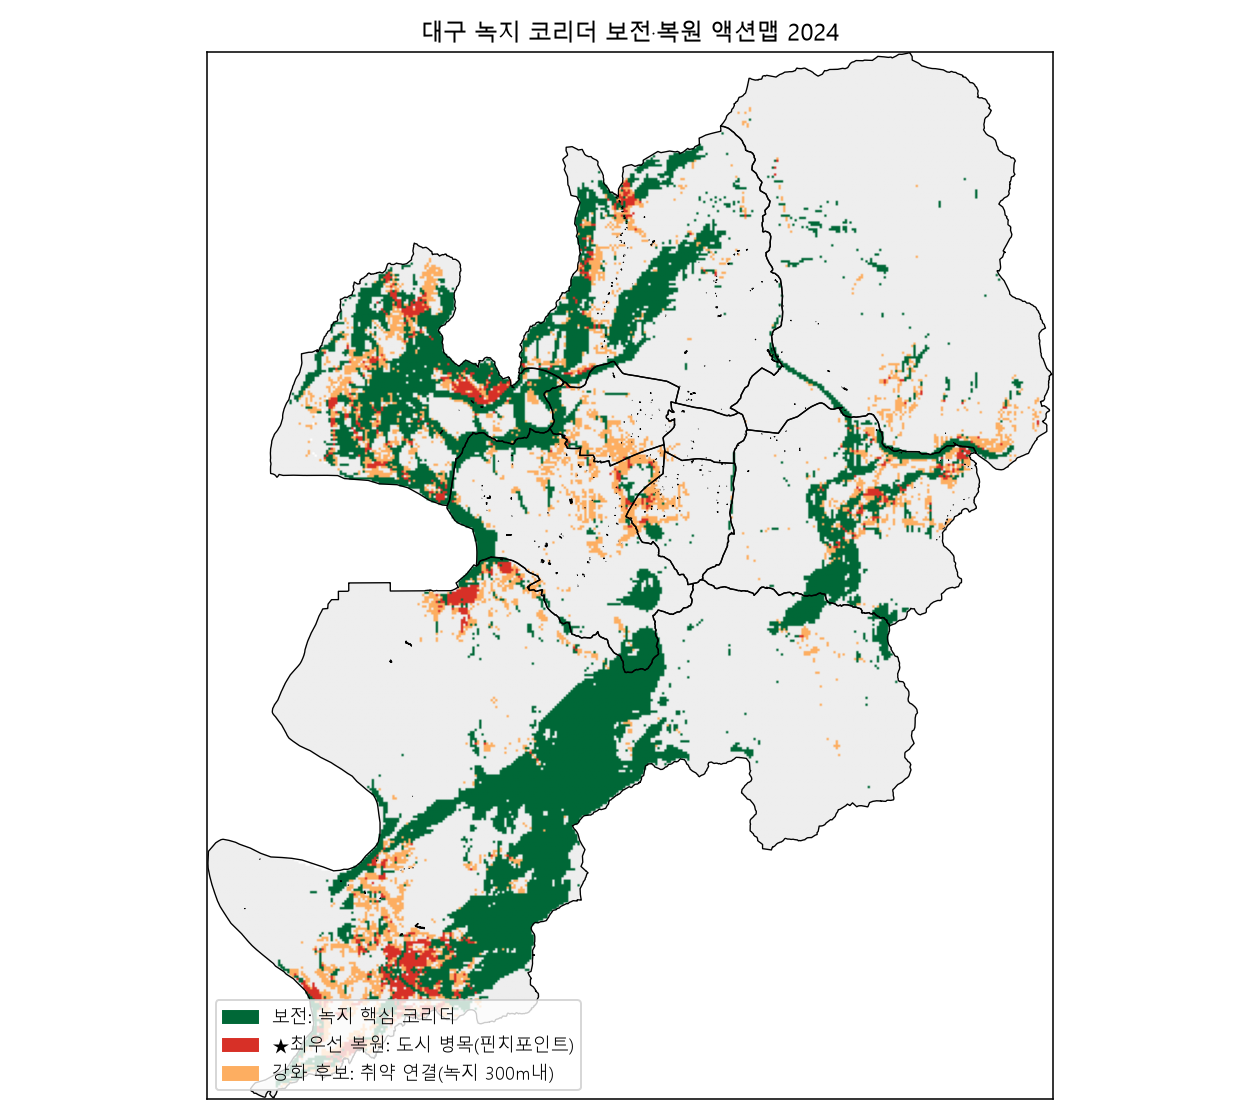 대구 녹지 코리더 보전·복원 액션맵 2024
보전: 녹지 핵심 코리더
★최우선 복원: 도시 병목(핀치포인트)
강화 후보: 취약 연결(녹지 300m내)